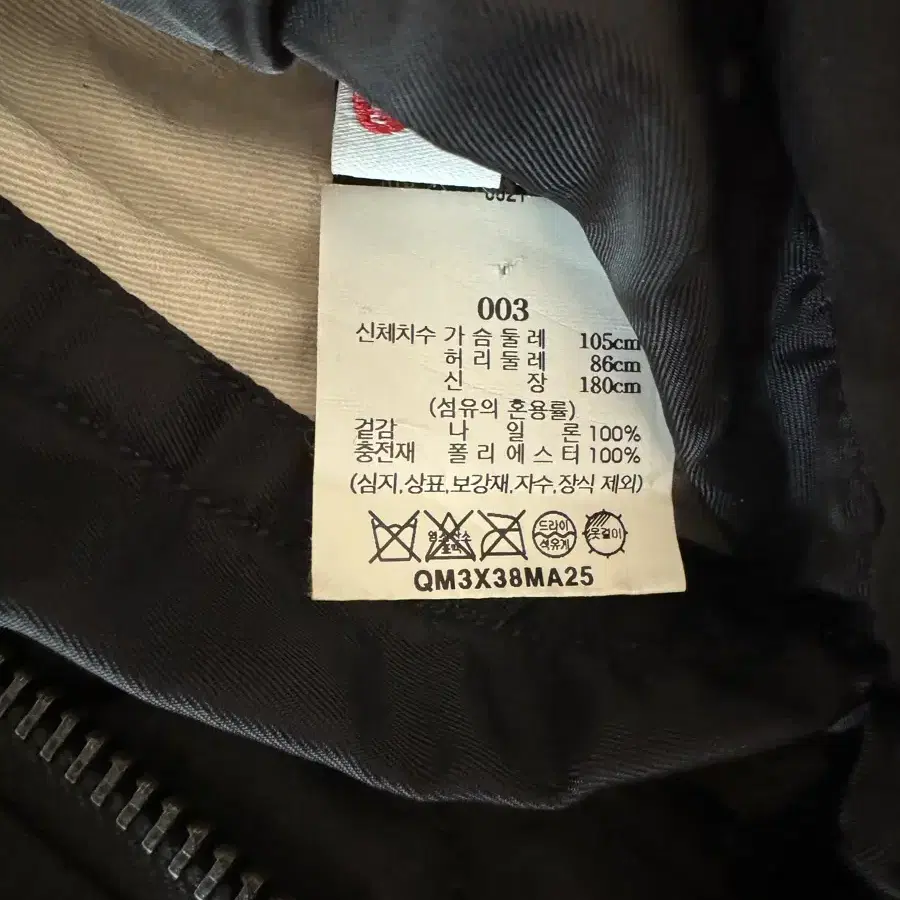 003
신체치수 가 슴 둘 레 105cm
허 리 둘 레 86cm
신 장 180cm
(섬유의 혼용률)
겉감 나 일 론 100%
충전재 폴 리 에 스 터 100%
(심지,상표,보강재,자수,장식 제외)
드라이
석유계
옷걸이
QM3X38MA25